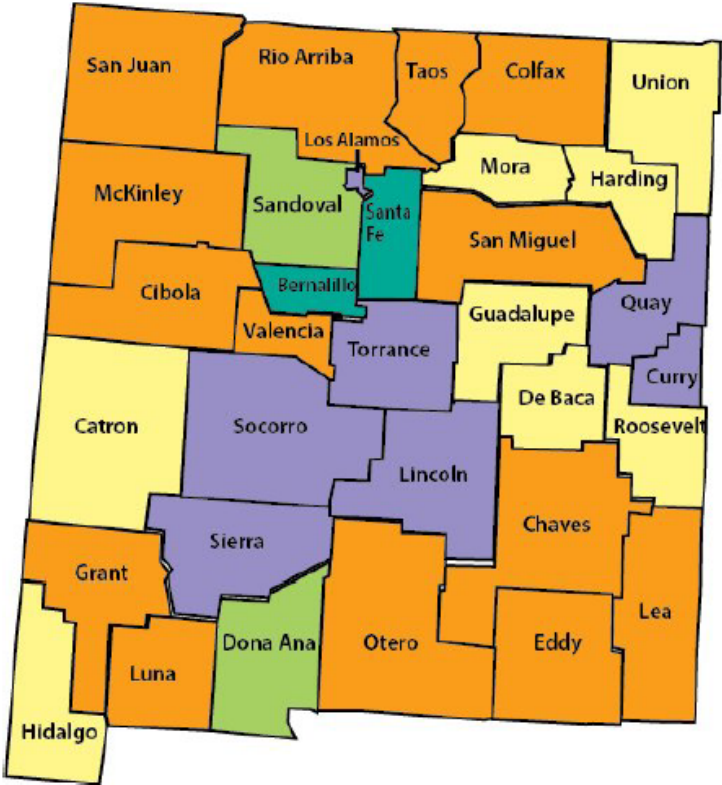 San Juan
Rio Arriba
Taos
Colfax
Union
Los Alamos
Mora
Harding
McKinley
Sandoval
Santa
Fe
San Miguel
Cibola
Bernalillo
Quay
Valencia
Guadalupe
Torrance
Curry
De Baca
Catron
Socorro
Roosevelt
Lincoln
Chaves
Sierra
Grant
Lea
Dona Ana
Otero
Eddy
Luna
Hidalgo